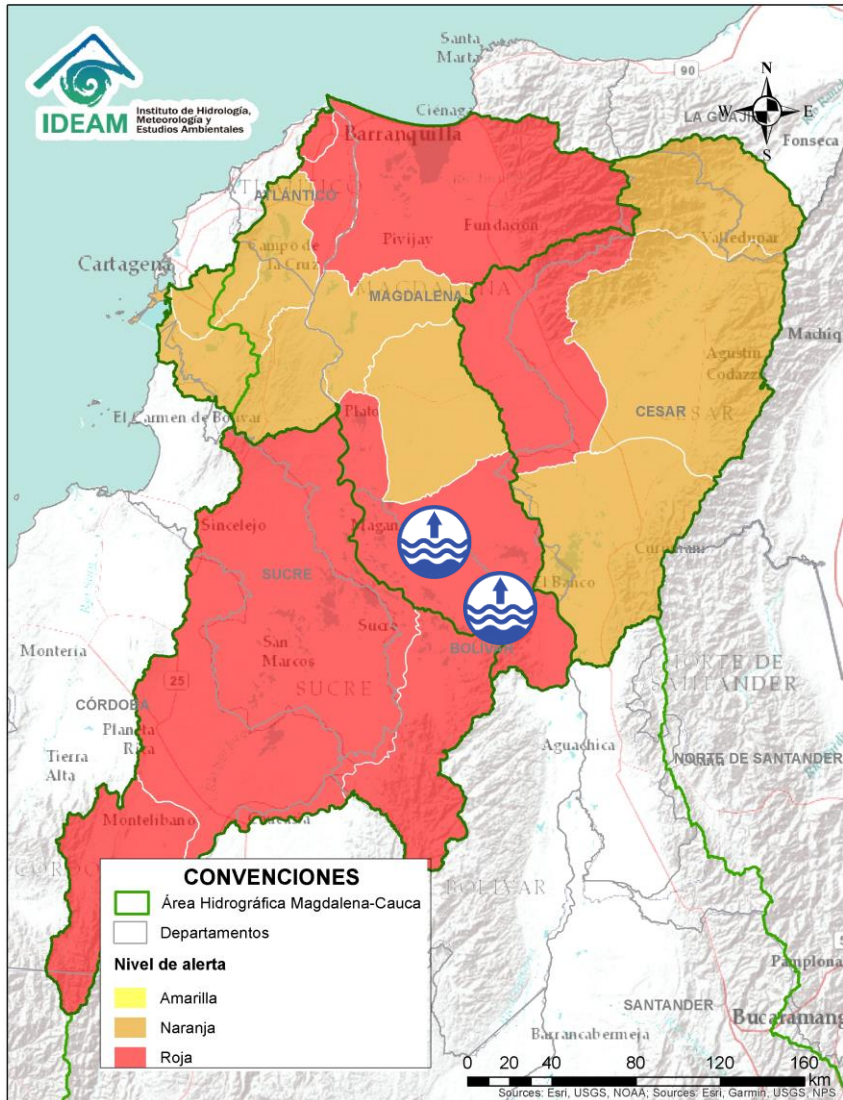 IDEAM
Instituto de Hidrología,
Meteorología y
Estudios Ambientales
Santa
Marta
90
N
W
E
S
LA GUAJIR
Fonseca
Ciénaga
Barranquilla
ATLÁNTICO
Fundación
Pivijay
Valledupar
Cartagena
Campo de
la Cruz
MAGDALENA
Machiq
Agustín
Codazzi
CESAR
CESAR
El Carmen de Bolívar
Plato
Sincelejo
Magan
Curumaní
El Banco
SUCRE
Sucre
Montería
San
Marcos
BOLÍVAR
SUCRE
25
NORTE DE
SANTANDER
CÓRDOBA
Planeta
Rica
Tierra
Alta
Aguachica
NORTE DE SANTANDER
Montelíbano
Caucasia
BOLÍVAR
CONVENCIONES
Área Hidrográfica Magdalena-Cauca
Departamentos
Nivel de alerta
Amarilla
Naranja
Roja
Pamplona
SANTANDER
Bucaramang
Barrancabermeja
0 20 40 80 120 160
km
Sources: Esri, USGS, NOAA; Sources: Esri, Garmin, USGS, NPS